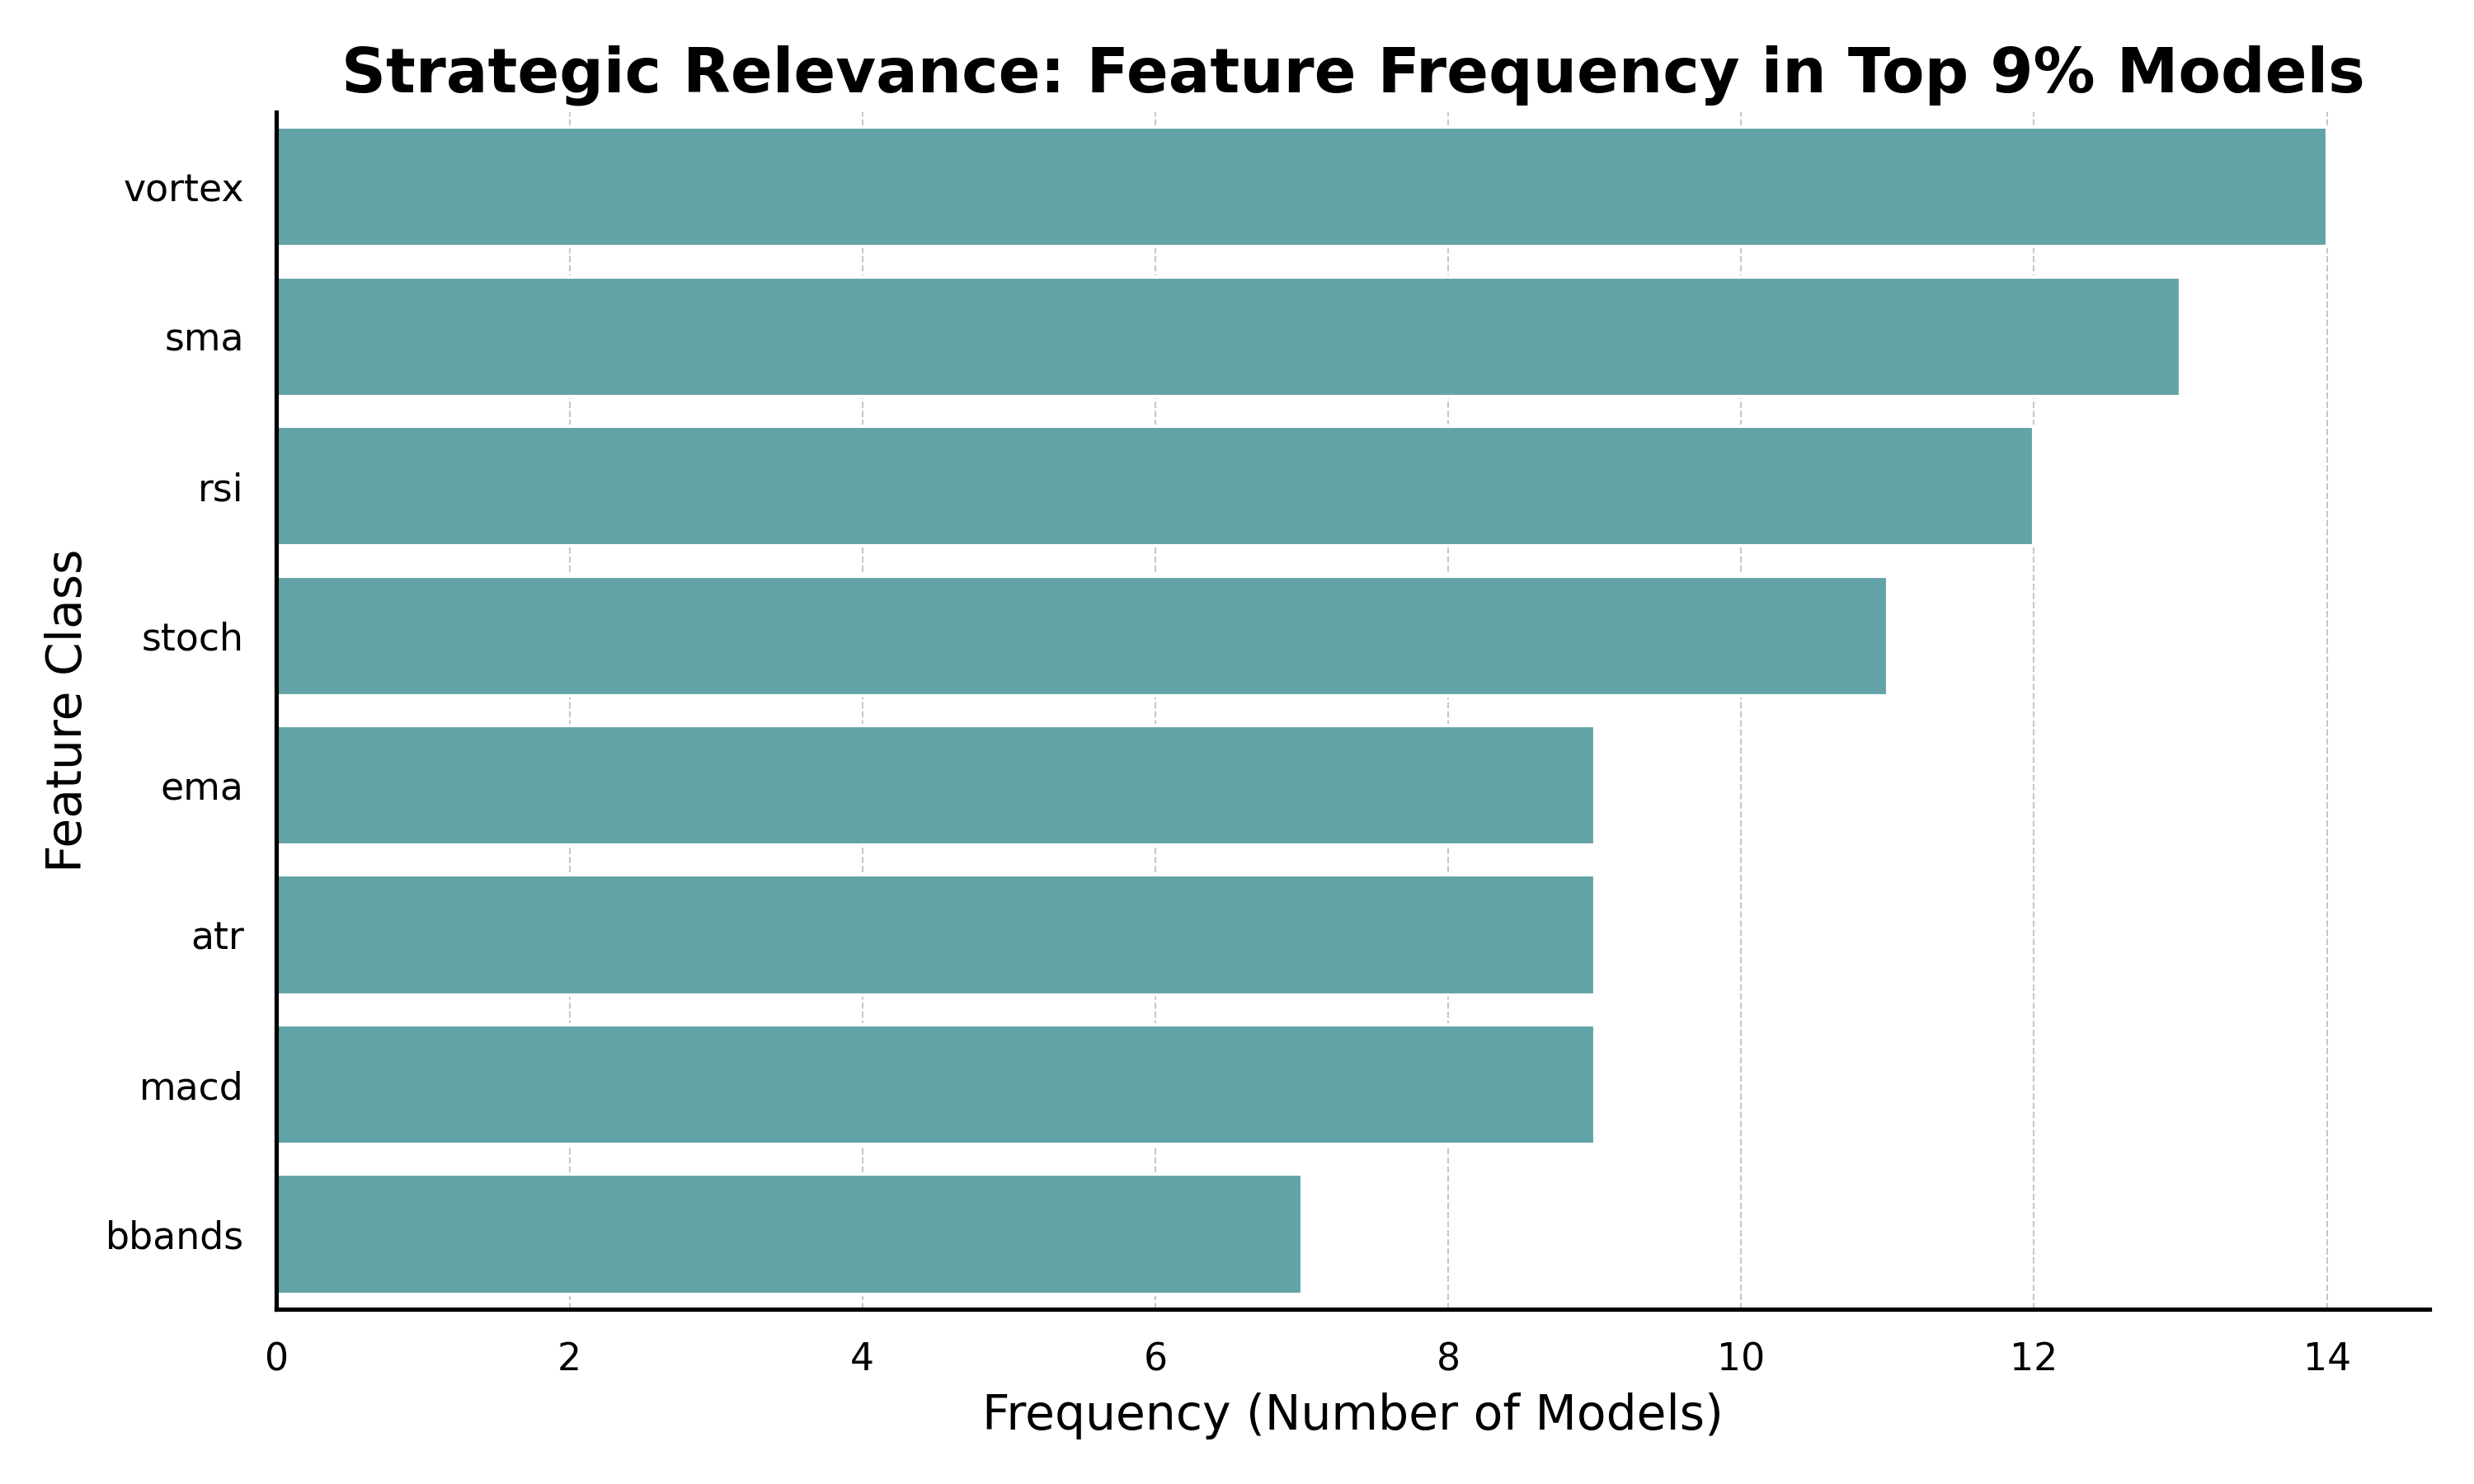 Strategic Relevance: Feature Frequency in Top 9% Models
Feature Class
vortex
sma
rsi
stoch
ema
atr
macd
bbands
0 2 4 6 8 10 12 14
Frequency (Number of Models)